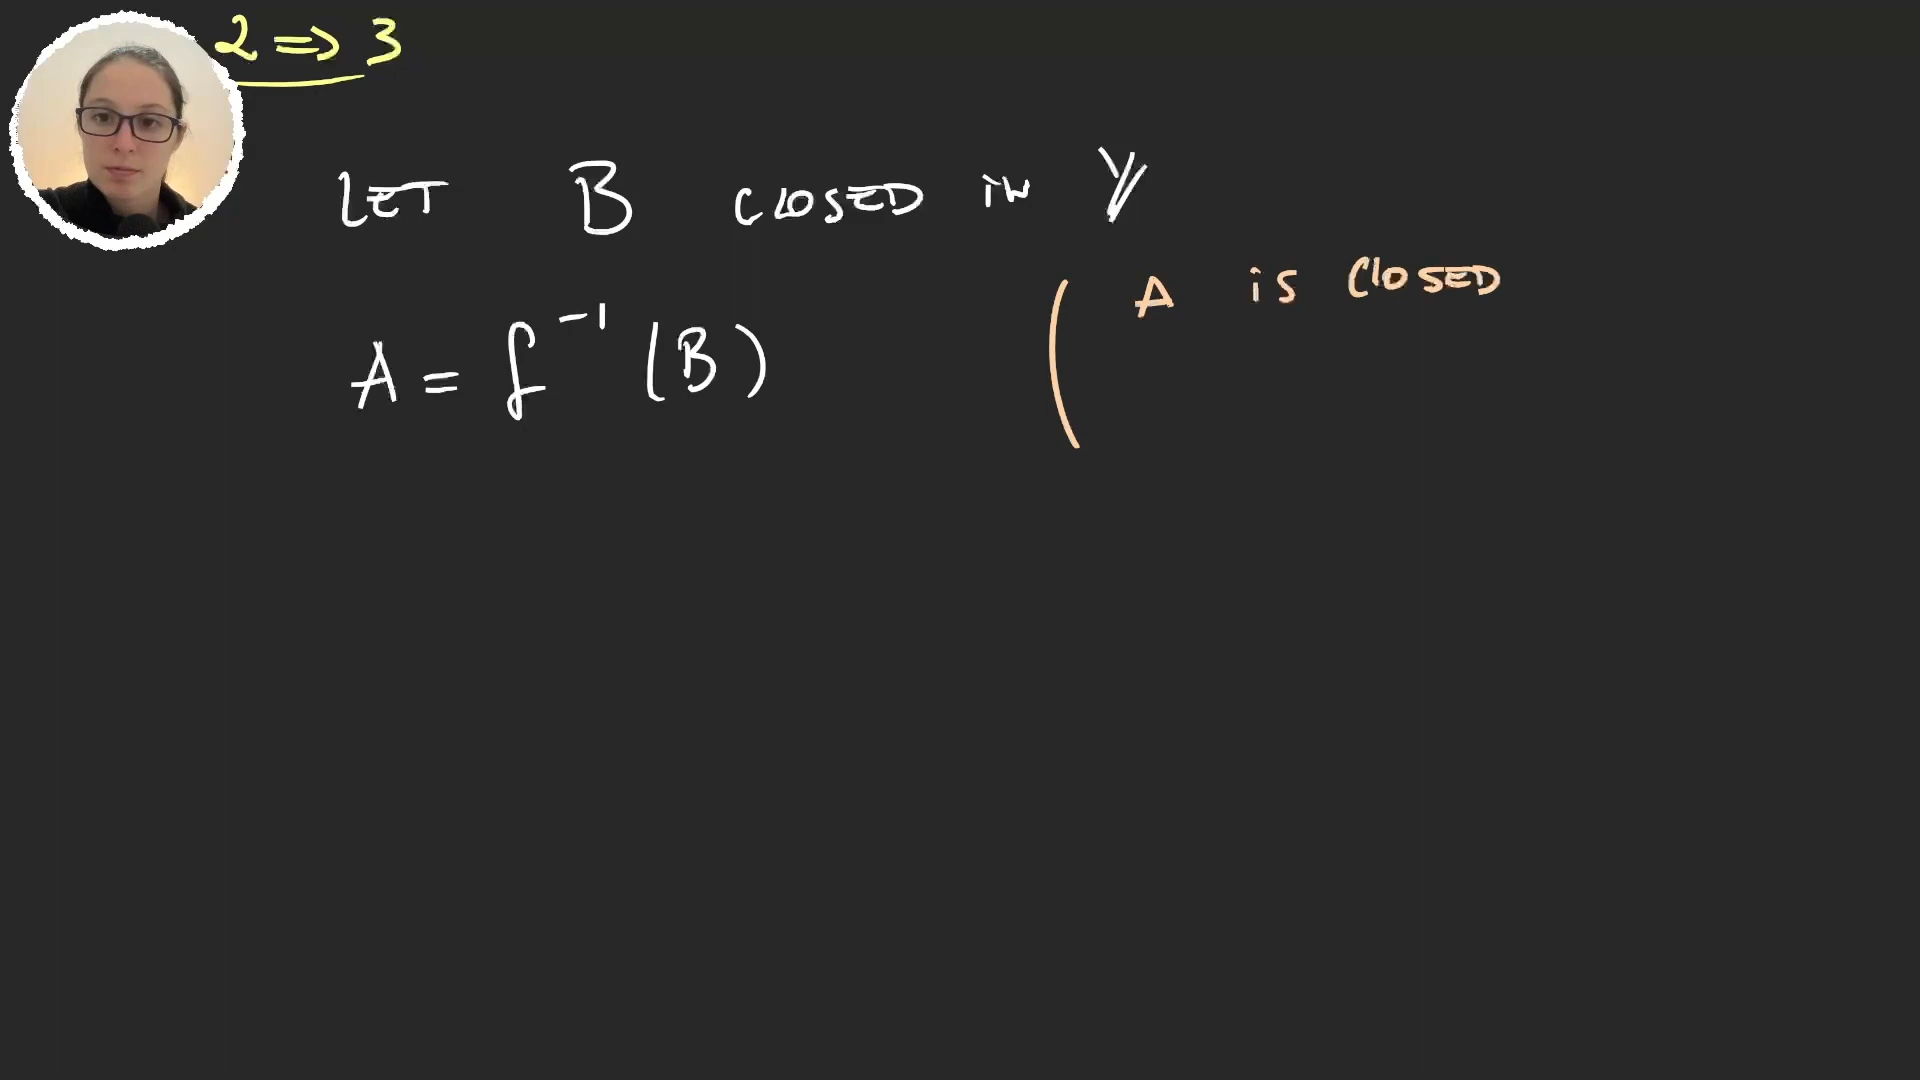 2 => 3
LET B CLOSED iN Y
( A iS CLOSED
A = f⁻¹ (B)